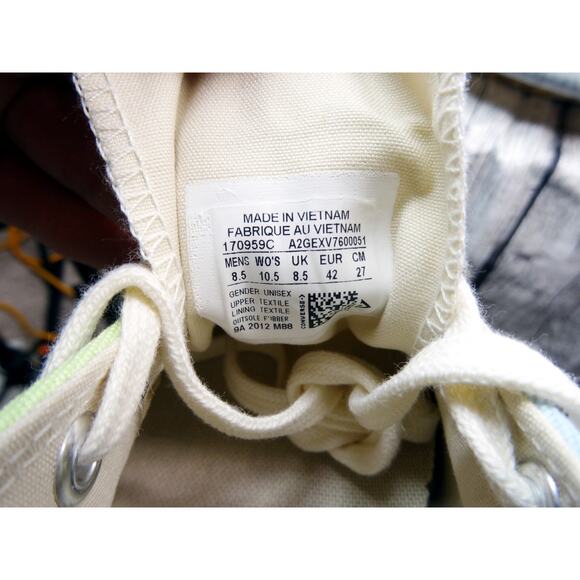 MADE IN VIETNAM
FABRIQUE AU VIETNAM
170959C A2GEXV7600051
MENS WO'S UK EUR CM
8.5 10.5 8.5 42 27
GENDER: UNISEX
UPPER TEXTILE
LINING TEXTILE
OUTSOLE
9A 2012 M88
CONVERSE